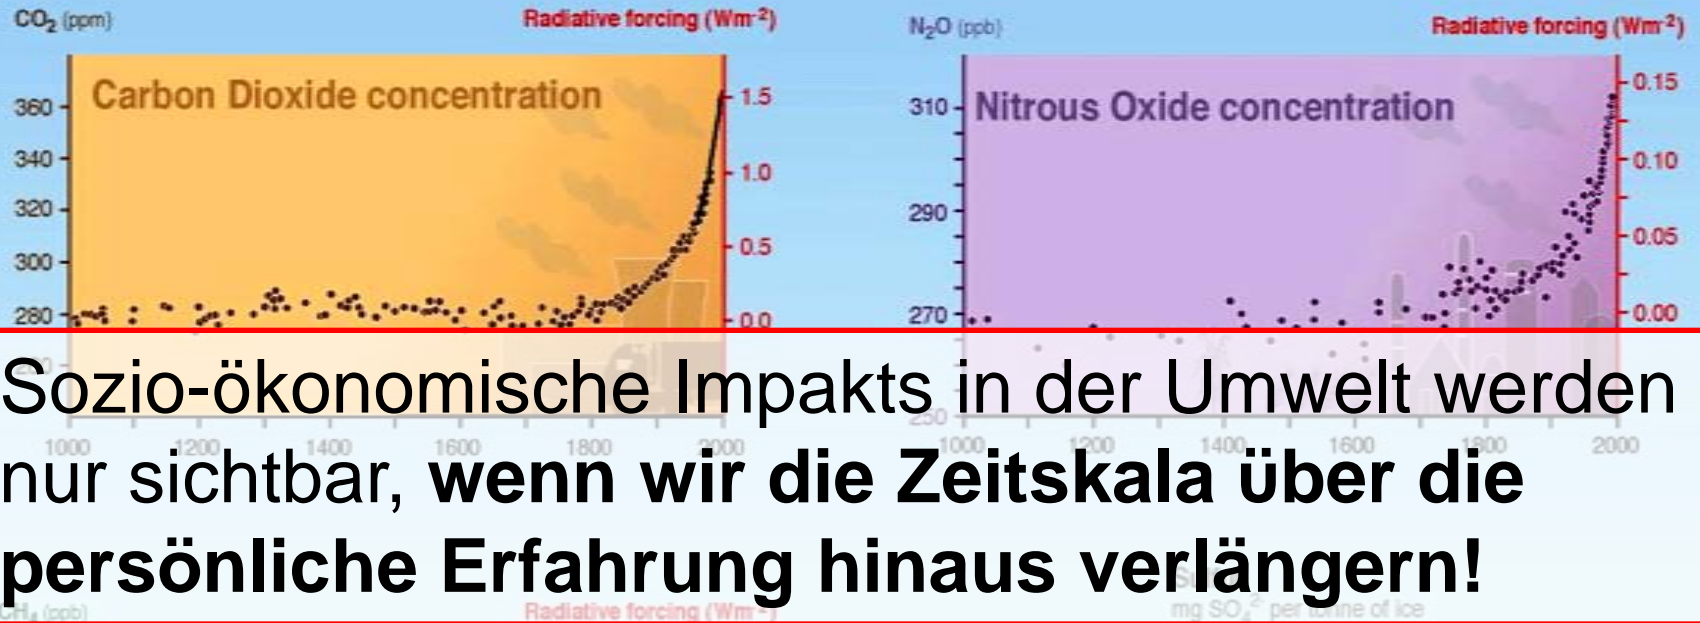 CO₂ (ppm) Radiative forcing (Wm⁻²) N₂O (ppb) Radiative forcing (Wm⁻²)
Carbon Dioxide concentration
360
340
320
300
280
1.5
1.0
0.5
0.0
Nitrous Oxide concentration
310
290
270
250
0.15
0.10
0.05
0.00
1000 1200 1400 1600 1800 2000
1000 1200 1400 1600 1800 2000
Sozio-ökonomische Impakts in der Umwelt werden
nur sichtbar, wenn wir die Zeitskala über die
persönliche Erfahrung hinaus verlängern!
CH₄ (ppb) Radiative forcing (Wm⁻²)
mg SO₄²⁻ per tonne of ice